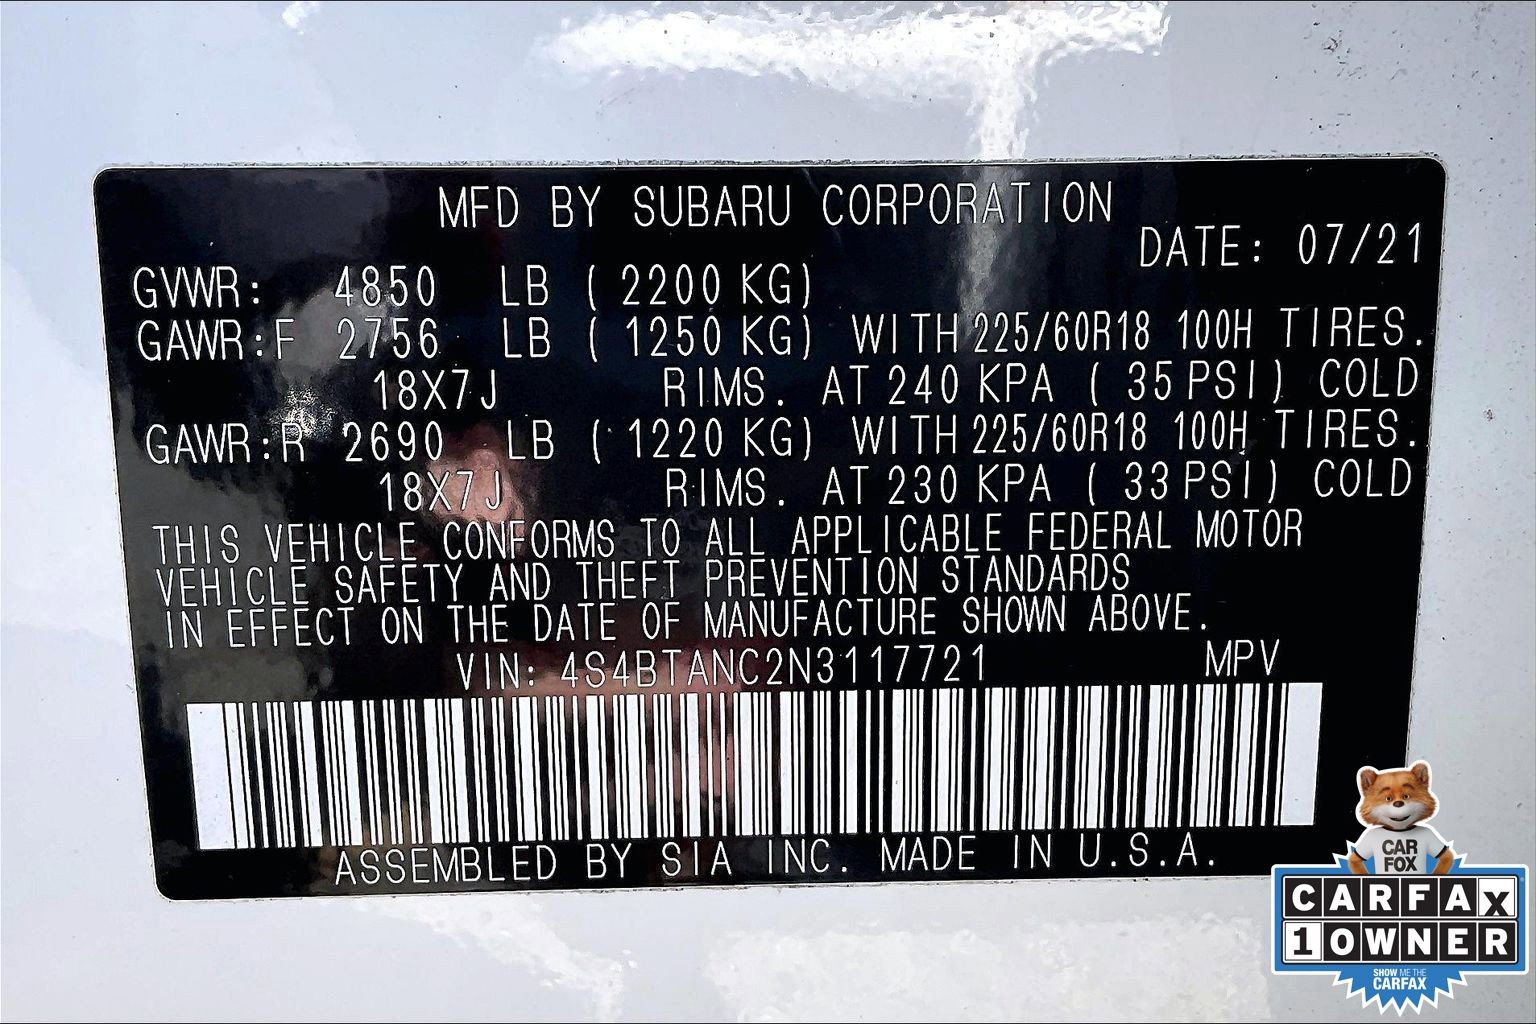 MFD BY SUBARU CORPORATION
DATE: 07/21
GVWR: 4850 LB ( 2200 KG)
GAWR:F 2756 LB ( 1250 KG) WITH 225/60R18 100H TIRES.
18X7J RIMS. AT 240 KPA ( 35 PSI) COLD
GAWR:R 2690 LB ( 1220 KG) WITH 225/60R18 100H TIRES.
18X7J RIMS. AT 230 KPA ( 33 PSI) COLD
THIS VEHICLE CONFORMS TO ALL APPLICABLE FEDERAL MOTOR
VEHICLE SAFETY AND THEFT PREVENTION STANDARDS
IN EFFECT ON THE DATE OF MANUFACTURE SHOWN ABOVE.
VIN: 4S4BTANC2N3117721 MPV
ASSEMBLED BY SIA INC. MADE IN U.S.A.
CAR
FOX
CARFAX
1 OWNER
SHOW ME THE
CARFAX